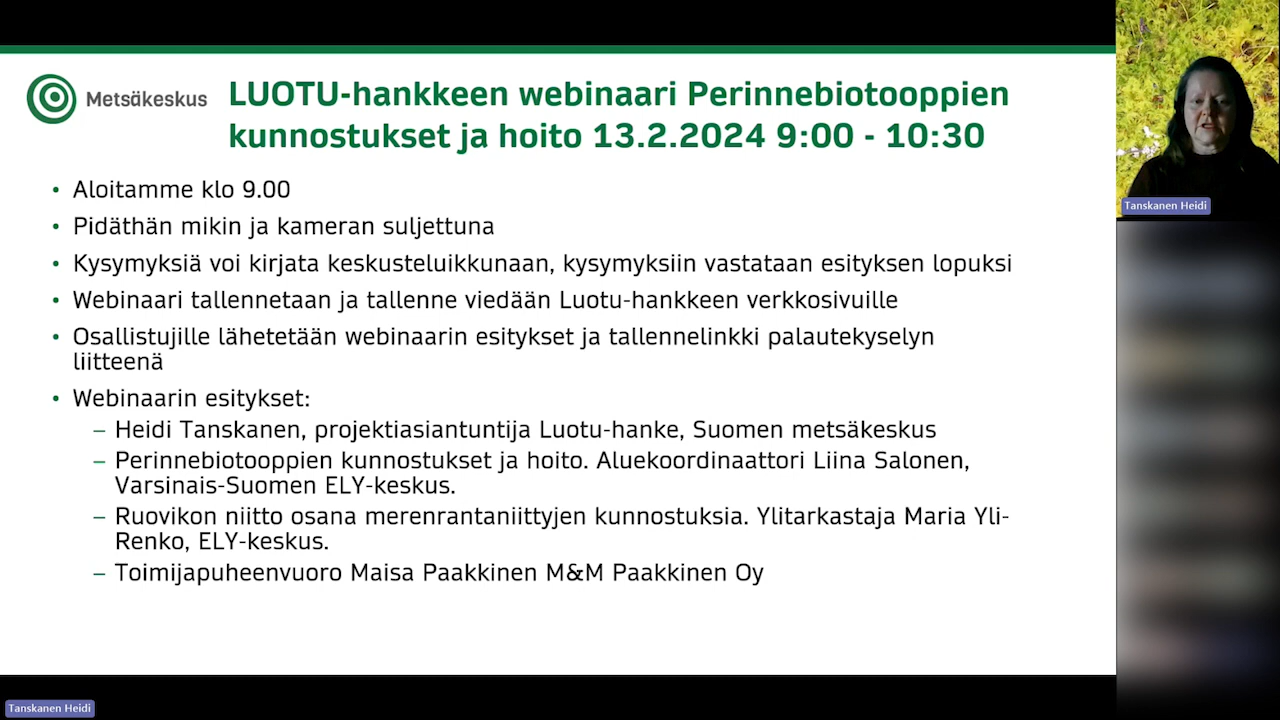 Metsäkeskus
LUOTU-hankkeen webinaari Perinnebiotooppien
kunnostukset ja hoito 13.2.2024 9:00 - 10:30
• Aloitamme klo 9.00
• Pidäthän mikin ja kameran suljettuna
• Kysymyksiä voi kirjata keskusteluikkunaan, kysymyksiin vastataan esityksen lopuksi
• Webinaari tallennetaan ja tallenne viedään Luotu-hankkeen verkkosivuille
• Osallistujille lähetetään webinaarin esitykset ja tallennelinkki palautekyselyn
liitteenä
• Webinaarin esitykset:
– Heidi Tanskanen, projektiasiantuntija Luotu-hanke, Suomen metsäkeskus
– Perinnebiotooppien kunnostukset ja hoito. Aluekoordinaattori Liina Salonen,
Varsinais-Suomen ELY-keskus.
– Ruovikon niitto osana merenrantaniittyjen kunnostuksia. Ylitarkastaja Maria Yli-
Renko, ELY-keskus.
– Toimijapuheenvuoro Maisa Paakkinen M&M Paakkinen Oy
Tanskanen Heidi
Tanskanen Heidi